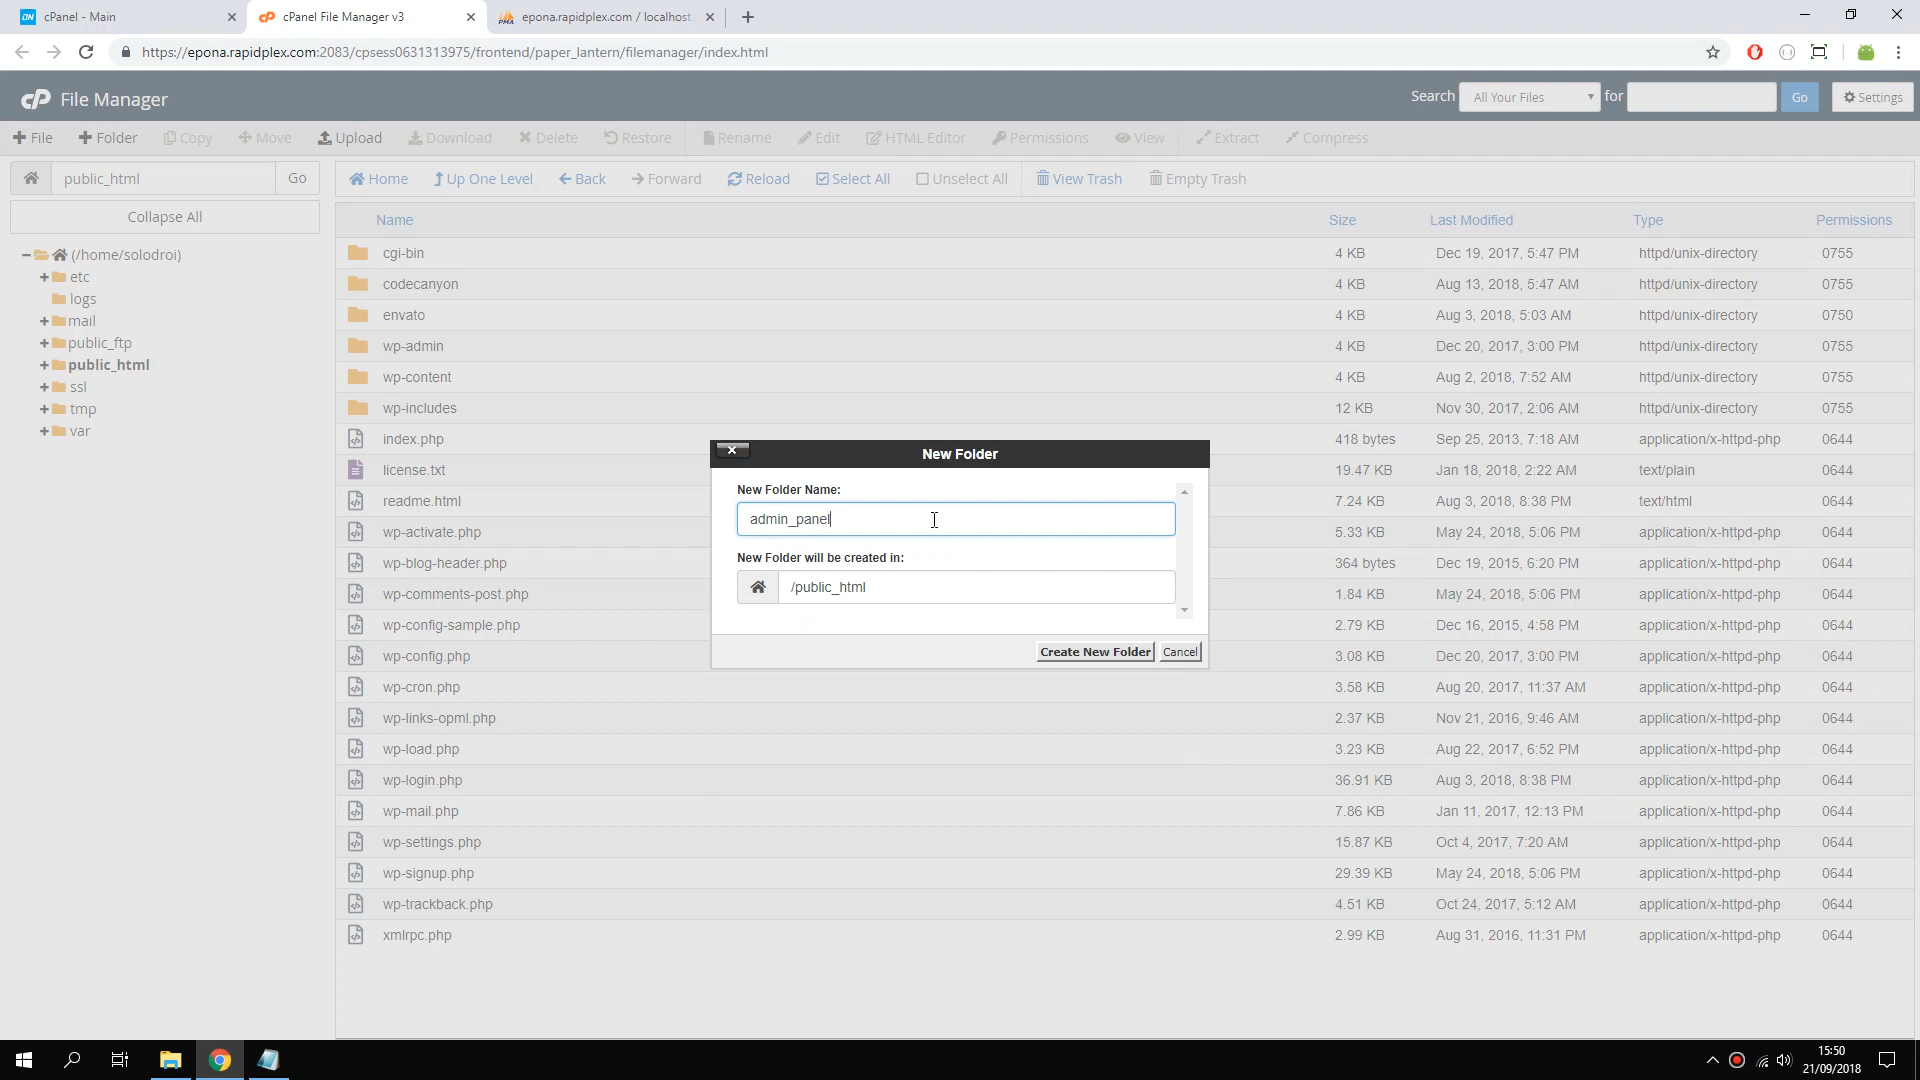 cPanel - Main
cPanel File Manager v3
epona.rapidplex.com / localhost
https://epona.rapidplex.com:2083/cpsess0631313975/frontend/paper_lantern/filemanager/index.html
cP File Manager
Search All Your Files for Go Settings
File Folder Copy Move Upload Download Delete Restore Rename Edit HTML Editor Permissions View Extract Compress
public_html Go
Home Up One Level Back Forward Reload Select All Unselect All View Trash Empty Trash
Collapse All
(/home/solodroi)
etc
logs
mail
public_ftp
public_html
ssl
tmp
var
Name Size Last Modified Type Permissions
cgi-bin 4 KB Dec 19, 2017, 5:47 PM httpd/unix-directory 0755
codecanyon 4 KB Aug 13, 2018, 5:47 AM httpd/unix-directory 0755
envato 4 KB Aug 3, 2018, 5:03 AM httpd/unix-directory 0750
wp-admin 4 KB Dec 20, 2017, 3:00 PM httpd/unix-directory 0755
wp-content 4 KB Aug 2, 2018, 7:52 AM httpd/unix-directory 0755
wp-includes 12 KB Nov 30, 2017, 2:06 AM httpd/unix-directory 0755
index.php 418 bytes Sep 25, 2013, 7:18 AM application/x-httpd-php 0644
license.txt 19.47 KB Jan 18, 2018, 2:22 AM text/plain 0644
readme.html 7.24 KB Aug 3, 2018, 8:38 PM text/html 0644
wp-activate.php 5.33 KB May 24, 2018, 5:06 PM application/x-httpd-php 0644
wp-blog-header.php 364 bytes Dec 19, 2015, 6:20 PM application/x-httpd-php 0644
wp-comments-post.php 1.84 KB May 24, 2018, 5:06 PM application/x-httpd-php 0644
wp-config-sample.php 2.79 KB Dec 16, 2015, 4:58 PM application/x-httpd-php 0644
wp-config.php 3.08 KB Dec 20, 2017, 3:00 PM application/x-httpd-php 0644
wp-cron.php 3.58 KB Aug 20, 2017, 11:37 AM application/x-httpd-php 0644
wp-links-opml.php 2.37 KB Nov 21, 2016, 9:46 AM application/x-httpd-php 0644
wp-load.php 3.23 KB Aug 22, 2017, 6:52 PM application/x-httpd-php 0644
wp-login.php 36.91 KB Aug 3, 2018, 8:38 PM application/x-httpd-php 0644
wp-mail.php 7.86 KB Jan 11, 2017, 12:13 PM application/x-httpd-php 0644
wp-settings.php 15.87 KB Oct 4, 2017, 7:20 AM application/x-httpd-php 0644
wp-signup.php 29.39 KB May 24, 2018, 5:06 PM application/x-httpd-php 0644
wp-trackback.php 4.51 KB Oct 24, 2017, 5:12 AM application/x-httpd-php 0644
xmlrpc.php 2.99 KB Aug 31, 2016, 11:31 PM application/x-httpd-php 0644
New Folder
New Folder Name:
admin_panel
New Folder will be created in:
/public_html
Create New Folder Cancel
15:50
21/09/2018